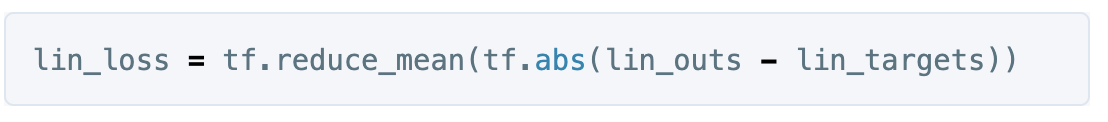 lin_loss = tf.reduce_mean(tf.abs(lin_outs - lin_targets))